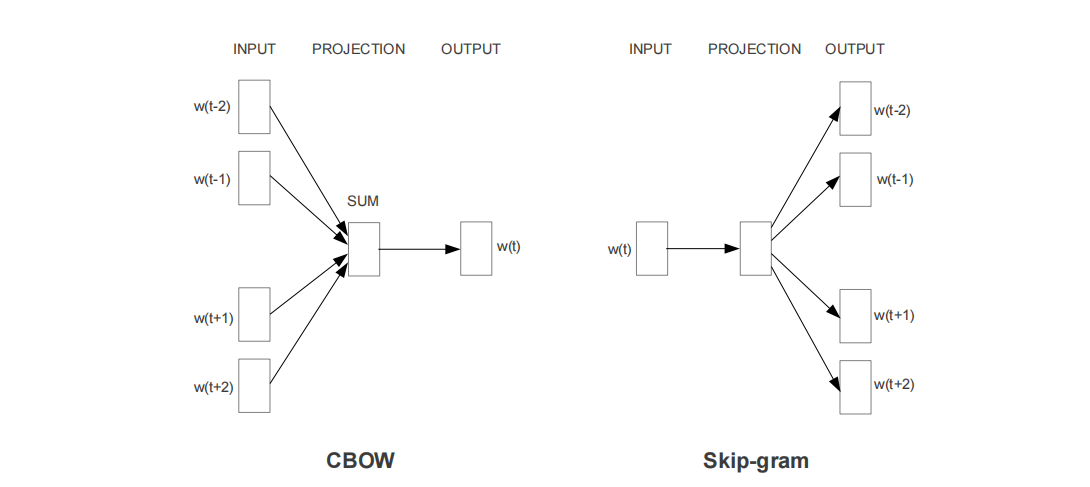 INPUT PROJECTION OUTPUT
w(t-2)
w(t-1)
SUM
w(t)
w(t+1)
w(t+2)
CBOW
INPUT PROJECTION OUTPUT
w(t-2)
w(t-1)
w(t)
w(t+1)
w(t+2)
Skip-gram